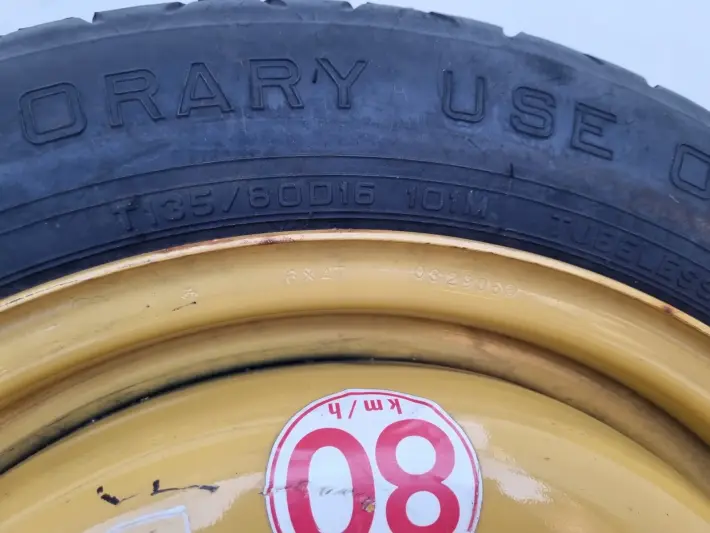 ORARY USE O
T135/80D16 101M TUBELESS
km/h
80